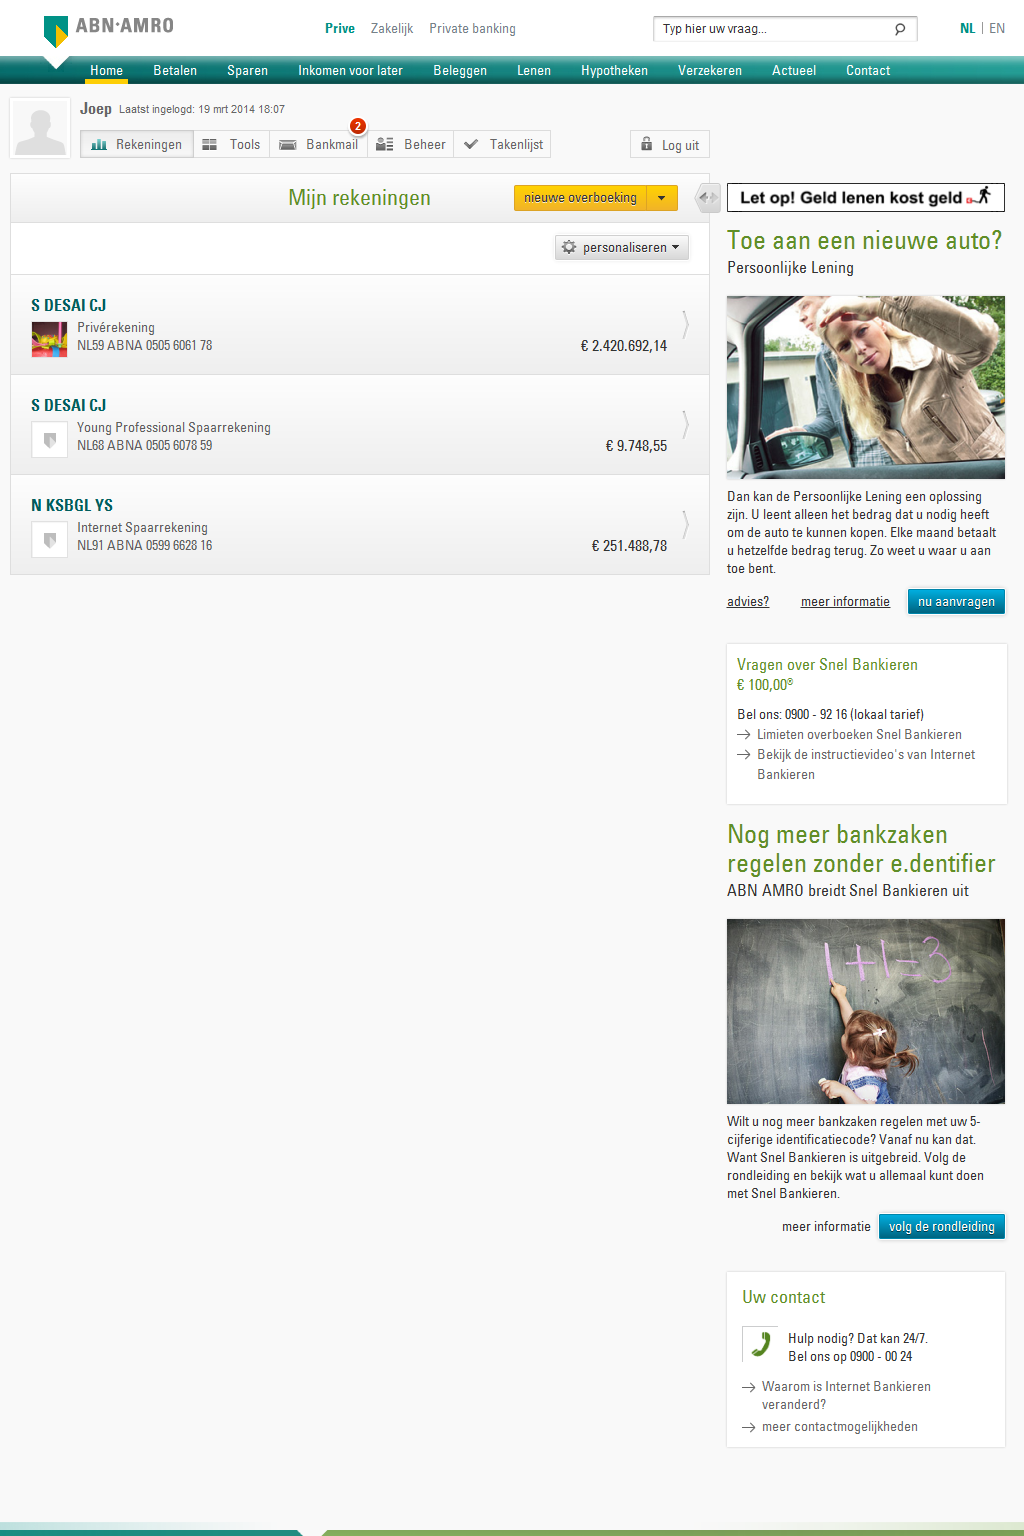 ABN·AMRO
Prive Zakelijk Private banking
Typ hier uw vraag...
NL | EN
Home Betalen Sparen Inkomen voor later Beleggen Lenen Hypotheken Verzekeren Actueel Contact
Joep Laatst ingelogd: 19 mrt 2014 18:07
2
Rekeningen Tools Bankmail Beheer Takenlijst Log uit
Mijn rekeningen
nieuwe overboeking
personaliseren
S DESAI CJ
Privérekening
NL59 ABNA 0505 6061 78
€ 2.420.692,14
S DESAI CJ
Young Professional Spaarrekening
NL68 ABNA 0505 6078 59
€ 9.748,55
N KSBGL YS
Internet Spaarrekening
NL91 ABNA 0599 6628 16
€ 251.488,78
Let op! Geld lenen kost geld
Toe aan een nieuwe auto?
Persoonlijke Lening
Dan kan de Persoonlijke Lening een oplossing
zijn. U leent alleen het bedrag dat u nodig heeft
om de auto te kunnen kopen. Elke maand betaalt
u hetzelfde bedrag terug. Zo weet u waar u aan
toe bent.
advies? meer informatie nu aanvragen
Vragen over Snel Bankieren
€ 100,00®
Bel ons: 0900 - 92 16 (lokaal tarief)
Limieten overboeken Snel Bankieren
Bekijk de instructievideo's van Internet
Bankieren
Nog meer bankzaken
regelen zonder e.dentifier
ABN AMRO breidt Snel Bankieren uit
1+1=3
Wilt u nog meer bankzaken regelen met uw 5-
cijferige identificatiecode? Vanaf nu kan dat.
Want Snel Bankieren is uitgebreid. Volg de
rondleiding en bekijk wat u allemaal kunt doen
met Snel Bankieren.
meer informatie volg de rondleiding
Uw contact
Hulp nodig? Dat kan 24/7.
Bel ons op 0900 - 00 24
Waarom is Internet Bankieren
veranderd?
meer contactmogelijkheden